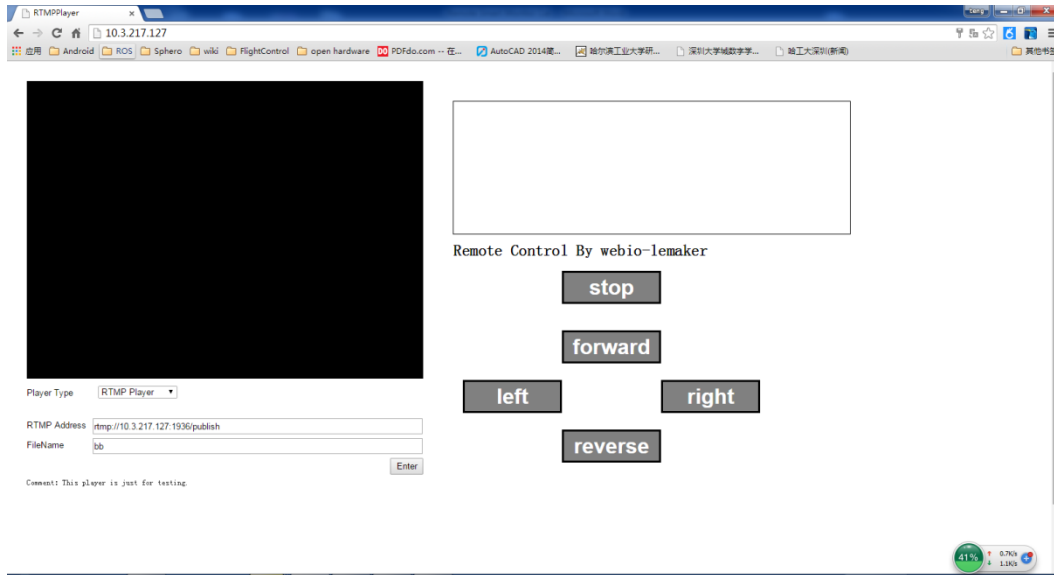 RTMPPlayer
10.3.217.127
应用 Android ROS Sphero wiki FlightControl open hardware PDFdo.com -- 在... AutoCAD 2014簡... 哈尔滨工业大学研... 深圳大学城数字学... 哈工大深圳(新闻) 其他书签
Remote Control By webio-lemaker
stop
forward
left right
reverse
Player Type RTMP Player
RTMP Address rtmp://10.3.217.127:1936/publish
FileName bb
Enter
Comment: This player is just for testing.
41% 0.7K/s
1.1K/s